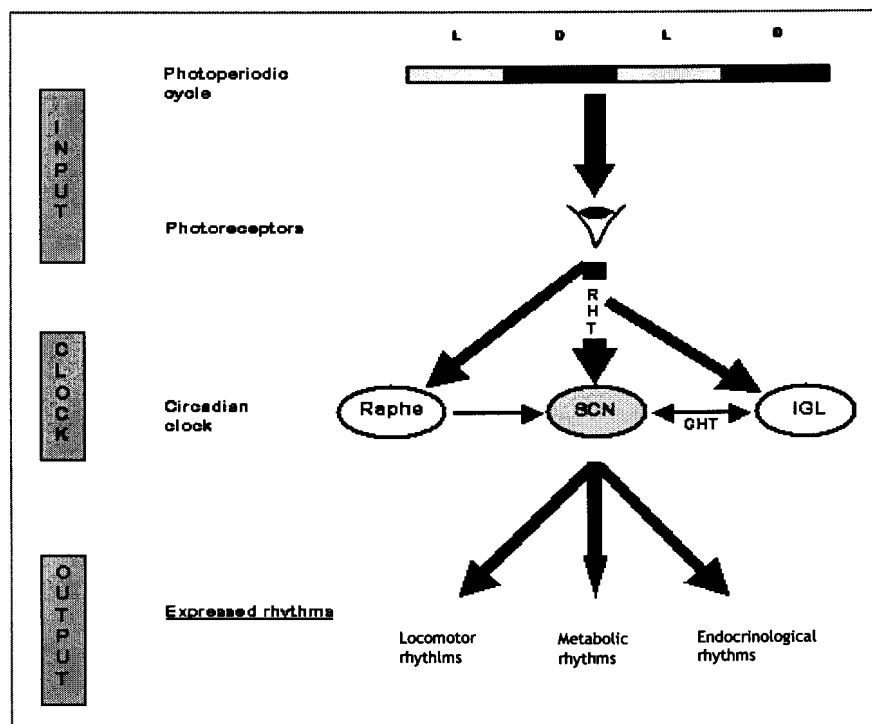 L D L D
Photoperiodic
cycle
INPUT
Photoreceptors
RHT
CLOCK
Circadian
clock
Raphe
SCN
GHT
IGL
OUTPUT
Expressed rhythms
Locomotor
rhythlms
Metabolic
rhythms
Endocrinological
rhythms